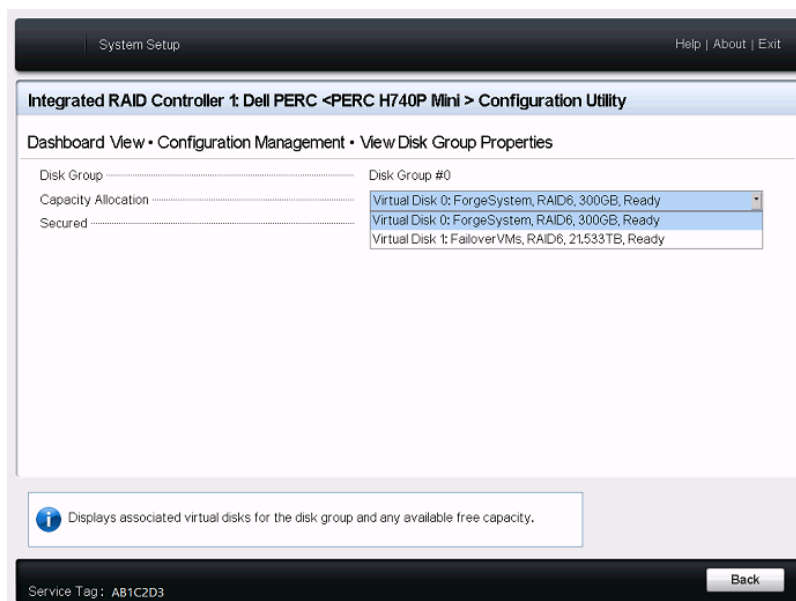 System Setup
Help | About | Exit
Integrated RAID Controller 1: Dell PERC <PERC H740P Mini > Configuration Utility
Dashboard View • Configuration Management • View Disk Group Properties
Disk Group Disk Group #0
Capacity Allocation Virtual Disk 0: ForgeSystem, RAID6, 300GB, Ready
Secured Virtual Disk 0: ForgeSystem, RAID6, 300GB, Ready
Virtual Disk 1: FailoverVMs, RAID6, 21.533TB, Ready
Displays associated virtual disks for the disk group and any available free capacity.
Back
Service Tag: AB1C2D3